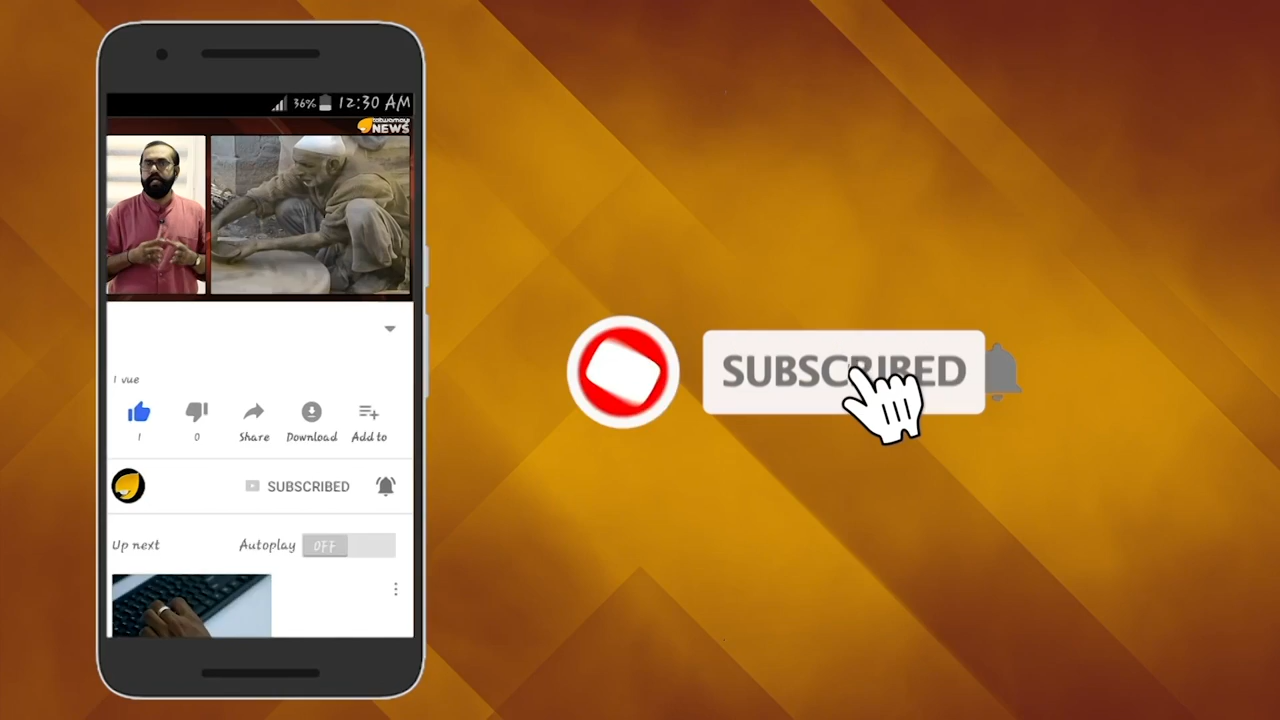 36% 12:30 AM
tatwamayi
NEWS
1 vue
1 0 Share Download Add to
SUBSCRIBED
Up next Autoplay OFF
SUBSCRIBED